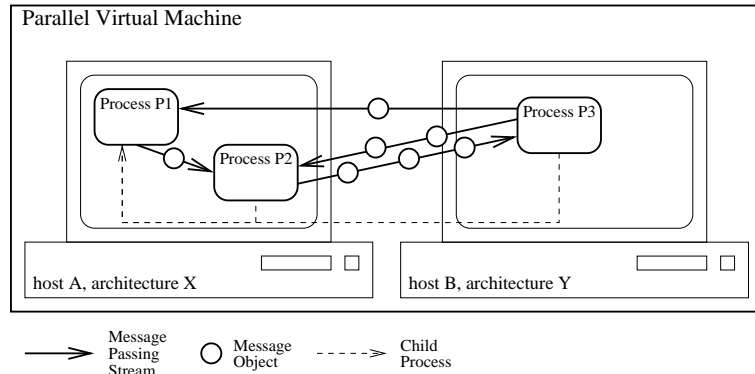 Parallel Virtual Machine
Process P1
Process P3
Process P2
host A, architecture X
host B, architecture Y
Message
Passing
Stream
Message
Object
Child
Process